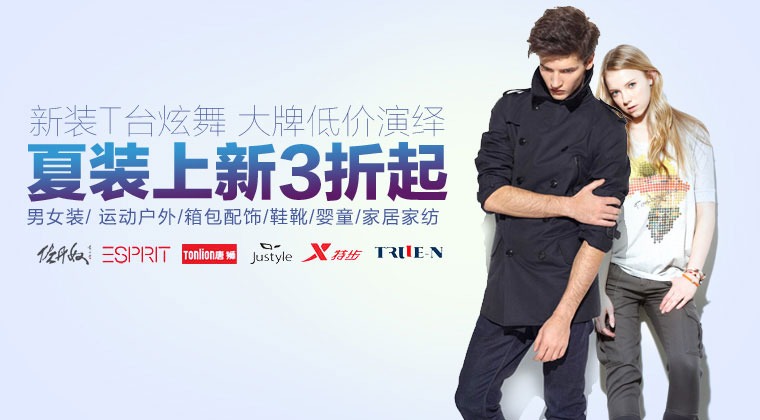 新装T台炫舞 大牌低价演绎
夏装上新3折起
男女装/ 运动户外/箱包配饰/鞋靴/婴童/家居家纺
佐丹奴 ESPRIT Tonlion唐狮 Justyle X特步 TRUE-N